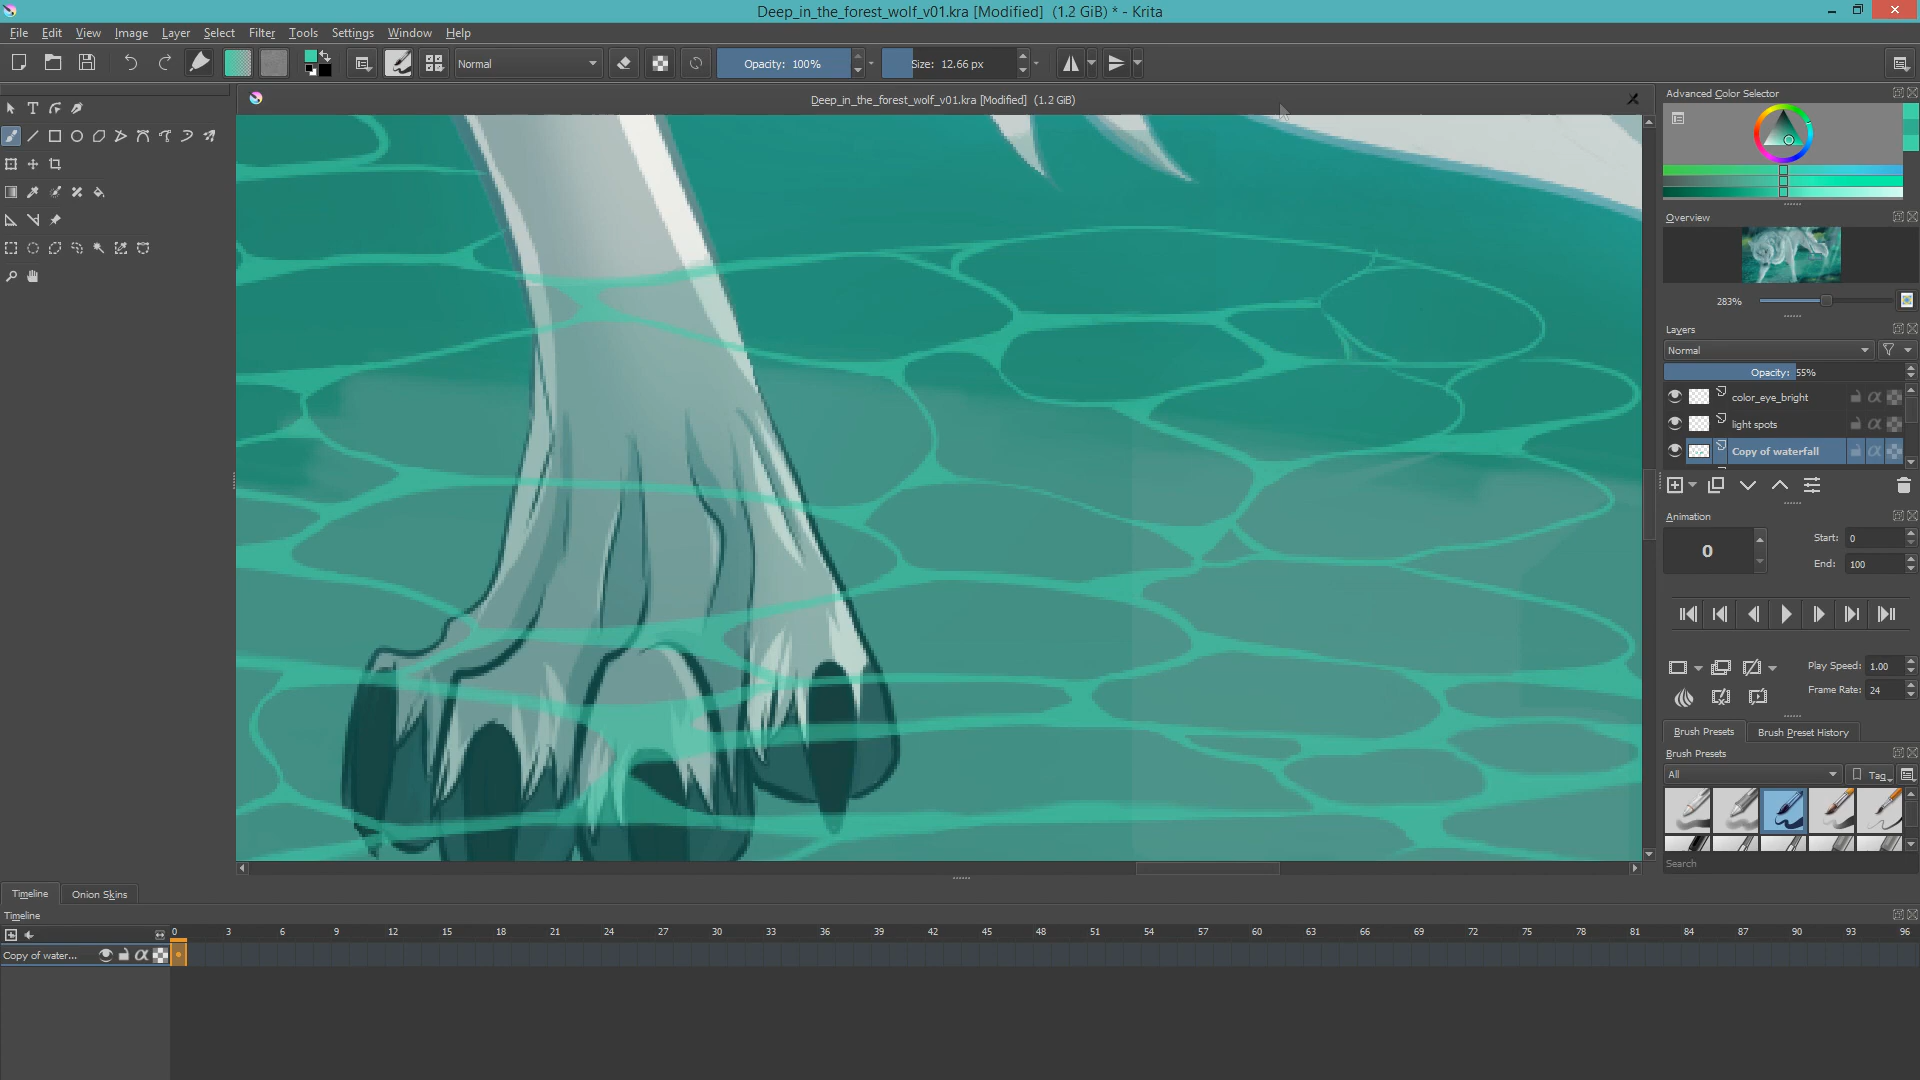 Deep_in_the_forest_wolf_v01.kra [Modified]  (1.2 GiB) * - Krita
File Edit View Image Layer Select Filter Tools Settings Window Help
Normal Opacity: 100% Size: 12.66 px
Deep_in_the_forest_wolf_v01.kra [Modified]  (1.2 GiB)
Advanced Color Selector
Overview
283%
Layers
Normal
Opacity: 55%
color_eye_bright
light spots
Copy of waterfall
Animation
0
Start: 0
End: 100
Play Speed: 1.00
Frame Rate: 24
Brush Presets Brush Preset History
Brush Presets
All Tag
Search
Timeline Onion Skins
Timeline
0 3 6 9 12 15 18 21 24 27 30 33 36 39 42 45 48 51 54 57 60 63 66 69 72 75 78 81 84 87 90 93 96
Copy of water...